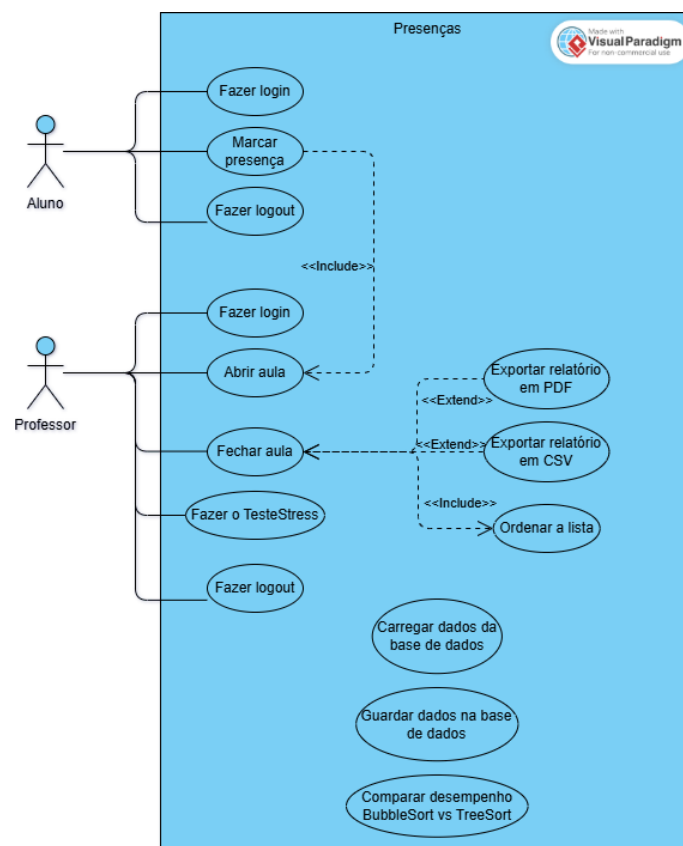 Presenças
Made with
Visual Paradigm
For non-commercial use
Fazer login
Marcar
presença
Aluno
Fazer logout
<<Include>>
Fazer login
Abrir aula
Professor
Exportar relatório
em PDF
<<Extend>>
Fechar aula
<<Extend>>
Exportar relatório
em CSV
<<Include>>
Fazer o TesteStress
Ordenar a lista
Fazer logout
Carregar dados da
base de dados
Guardar dados na base
de dados
Comparar desempenho
BubbleSort vs TreeSort